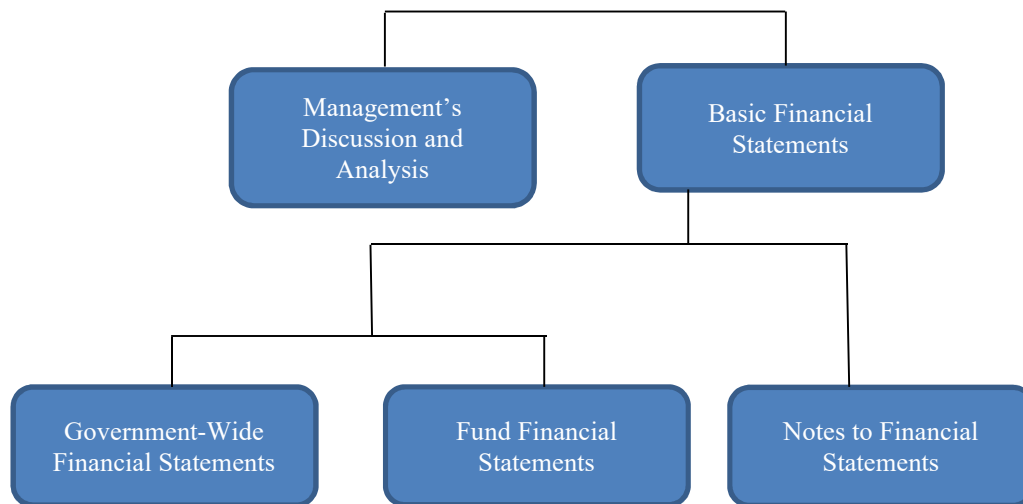 Management’s
Discussion and
Analysis
Basic Financial
Statements
Government-Wide
Financial Statements
Fund Financial
Statements
Notes to Financial
Statements